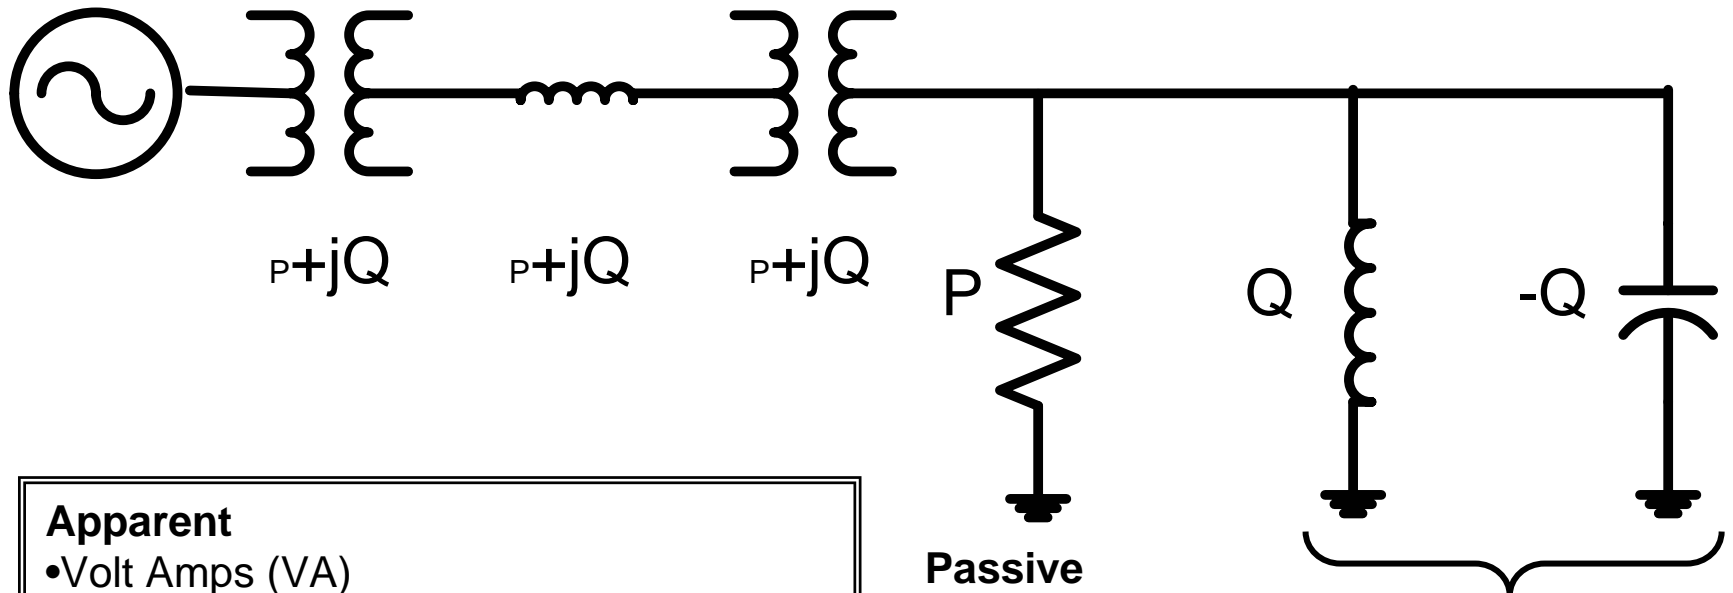 P+jQ P+jQ P+jQ P Q -Q
Apparent
•Volt Amps (VA)
Passive